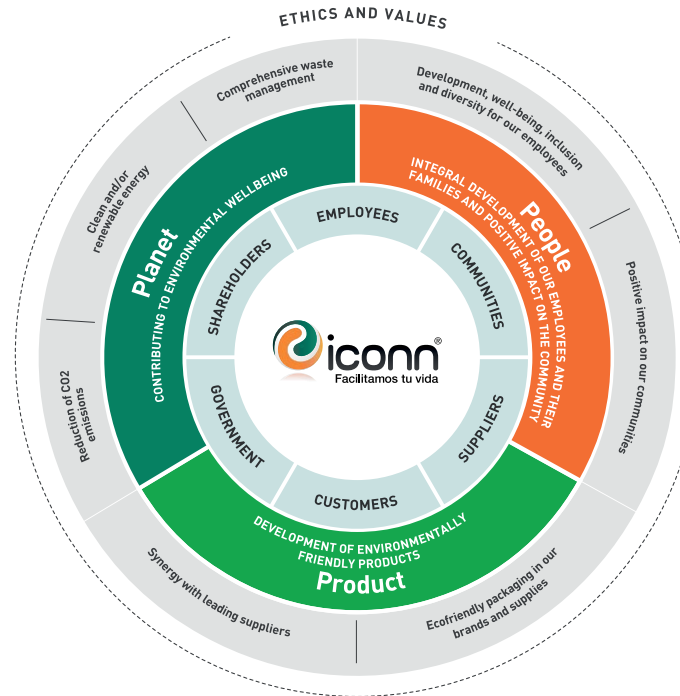 ETHICS AND VALUES
Comprehensive waste
management
Development, well-being, inclusion
and diversity for our employees
Clean and/or
renewable energy
Positive impact on our communities
Reduction of CO2
emissions
Synergy with leading suppliers
Ecofriendly packaging in our
brands and supplies
Planet
CONTRIBUTING TO ENVIRONMENTAL WELLBEING
People
INTEGRAL DEVELOPMENT OF OUR EMPLOYEES AND THEIR
FAMILIES AND POSITIVE IMPACT ON THE COMMUNITY
DEVELOPMENT OF ENVIRONMENTALLY
FRIENDLY PRODUCTS
Product
EMPLOYEES
COMMUNITIES
SUPPLIERS
CUSTOMERS
GOVERNMENT
SHAREHOLDERS
iconn®
Facilitamos tu vida